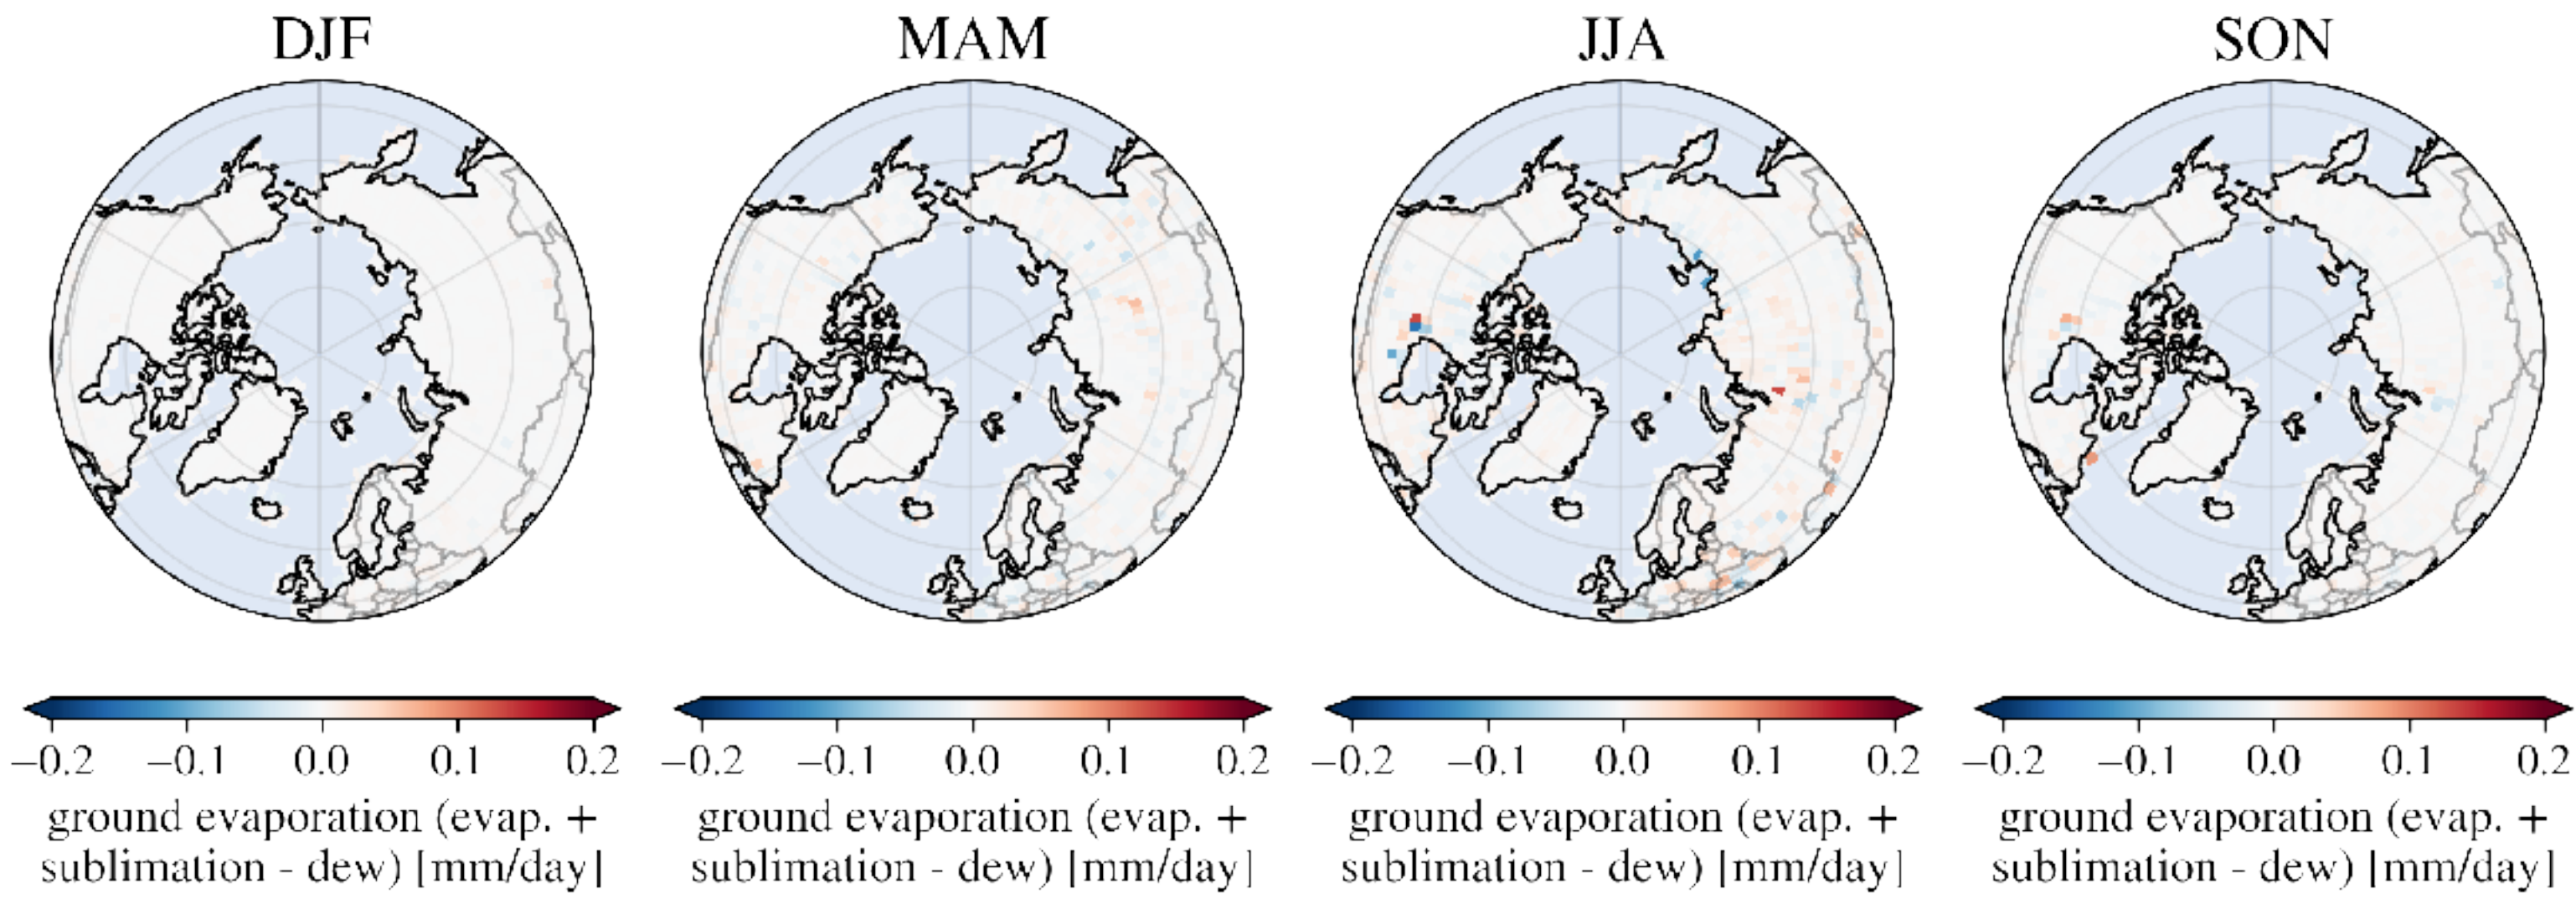 DJF MAM JJA SON
−0.2 −0.1 0.0 0.1 0.2 −0.2 −0.1 0.0 0.1 0.2 −0.2 −0.1 0.0 0.1 0.2 −0.2 −0.1 0.0 0.1 0.2
ground evaporation (evap. + ground evaporation (evap. + ground evaporation (evap. + ground evaporation (evap. +
sublimation - dew) [mm/day] sublimation - dew) [mm/day] sublimation - dew) [mm/day] sublimation - dew) [mm/day]